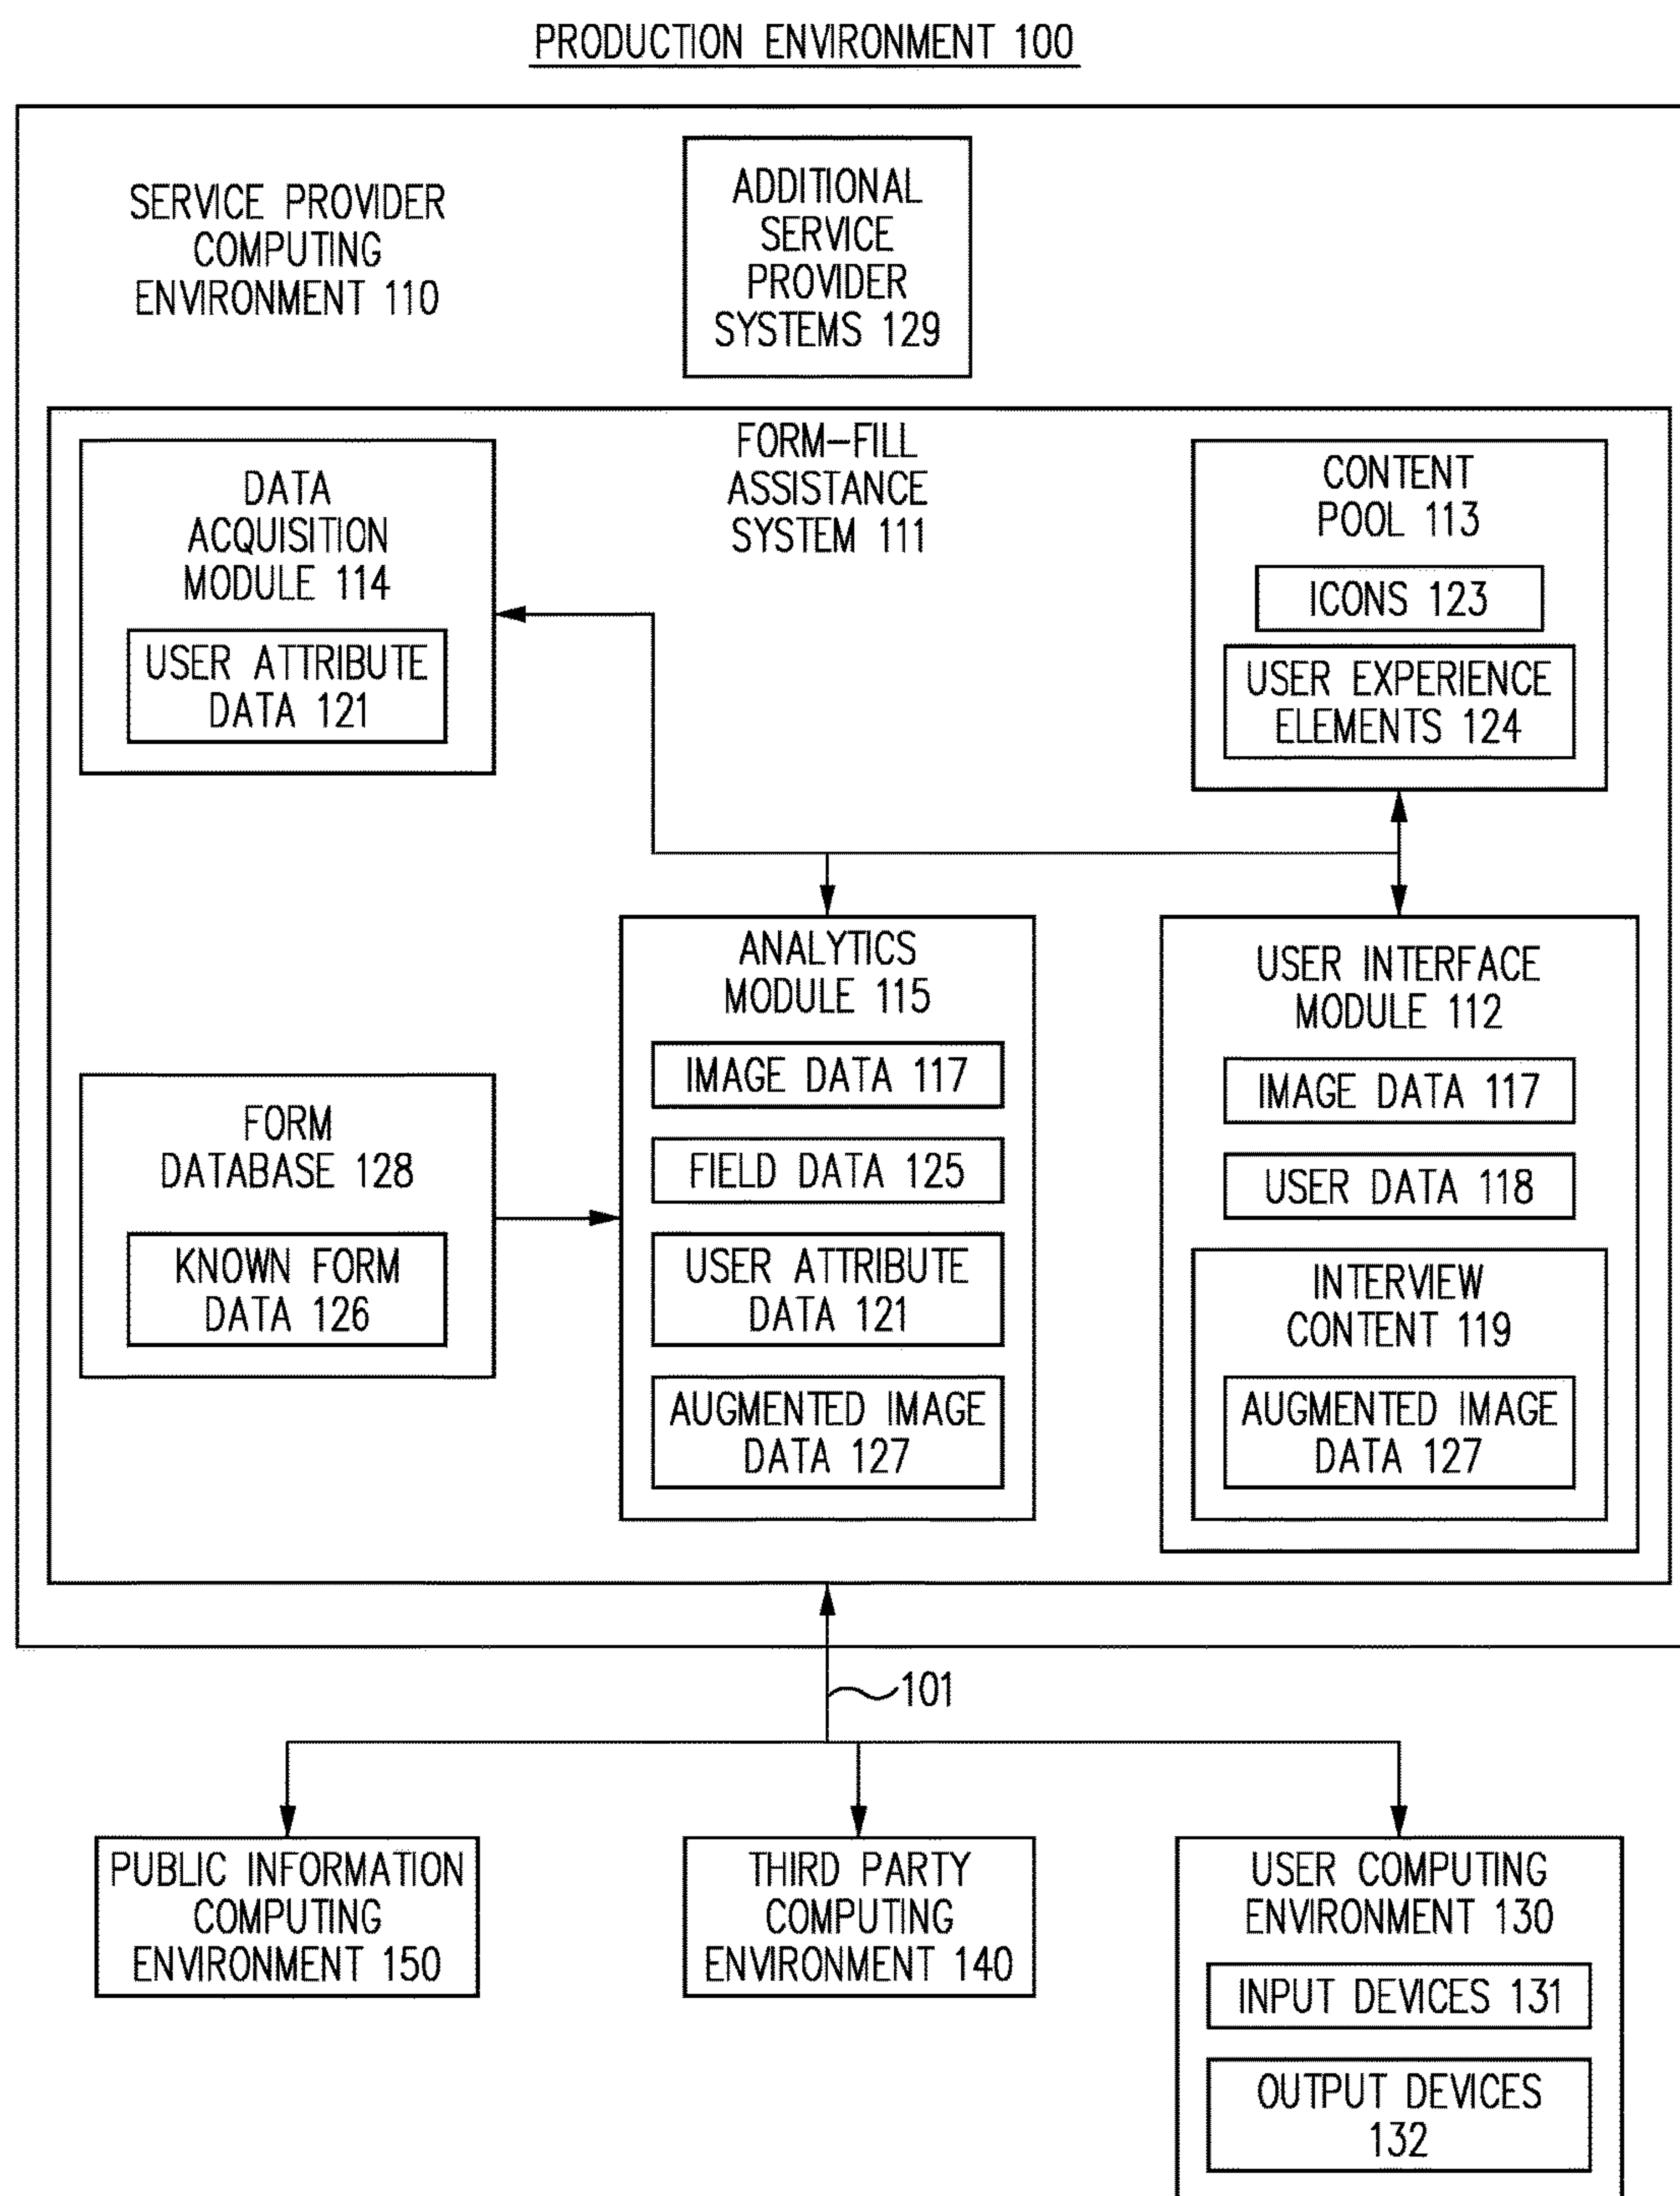 PRODUCTION ENVIRONMENT 100
SERVICE PROVIDER
COMPUTING
ENVIRONMENT 110
ADDITIONAL
SERVICE
PROVIDER
SYSTEMS 129
FORM-FILL
ASSISTANCE
SYSTEM 111
DATA
ACQUISITION
MODULE 114
USER ATTRIBUTE
DATA 121
CONTENT
POOL 113
ICONS 123
USER EXPERIENCE
ELEMENTS 124
FORM
DATABASE 128
KNOWN FORM
DATA 126
ANALYTICS
MODULE 115
IMAGE DATA 117
FIELD DATA 125
USER ATTRIBUTE
DATA 121
AUGMENTED IMAGE
DATA 127
USER INTERFACE
MODULE 112
IMAGE DATA 117
USER DATA 118
INTERVIEW
CONTENT 119
AUGMENTED IMAGE
DATA 127
101
PUBLIC INFORMATION
COMPUTING
ENVIRONMENT 150
THIRD PARTY
COMPUTING
ENVIRONMENT 140
USER COMPUTING
ENVIRONMENT 130
INPUT DEVICES 131
OUTPUT DEVICES
132